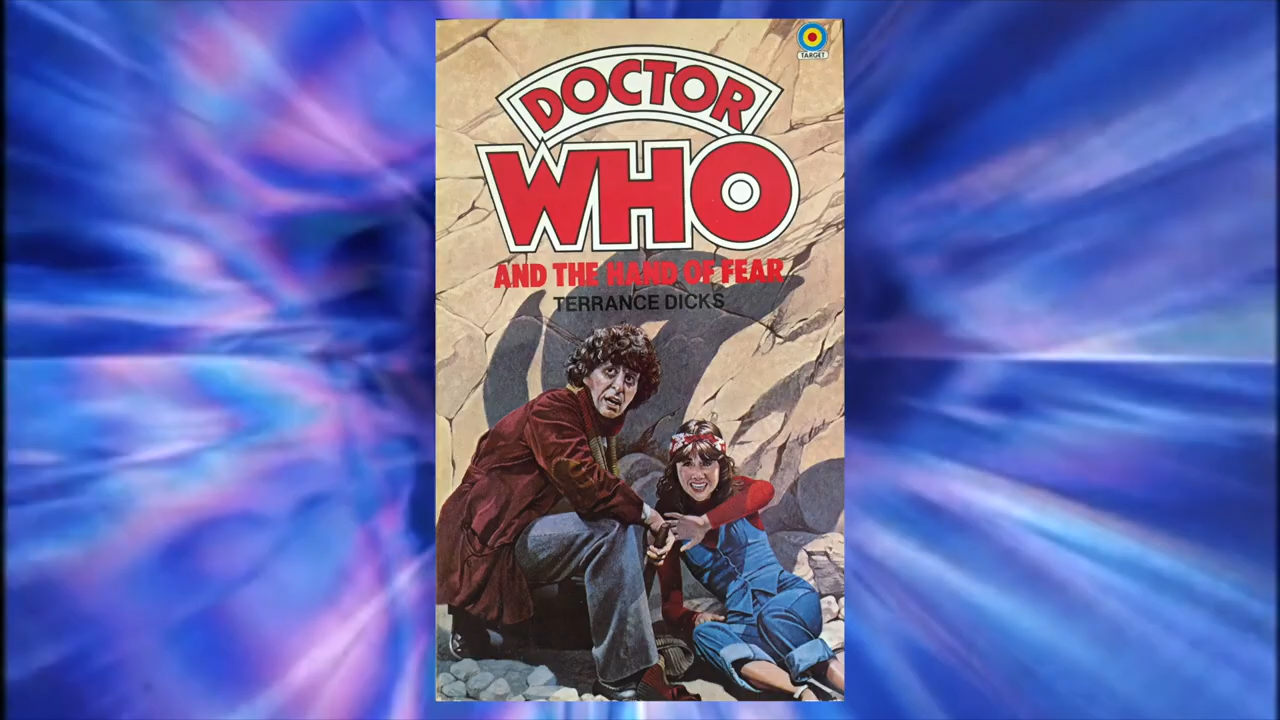 TARGET
DOCTOR
WHO
AND THE HAND OF FEAR
TERRANCE DICKS